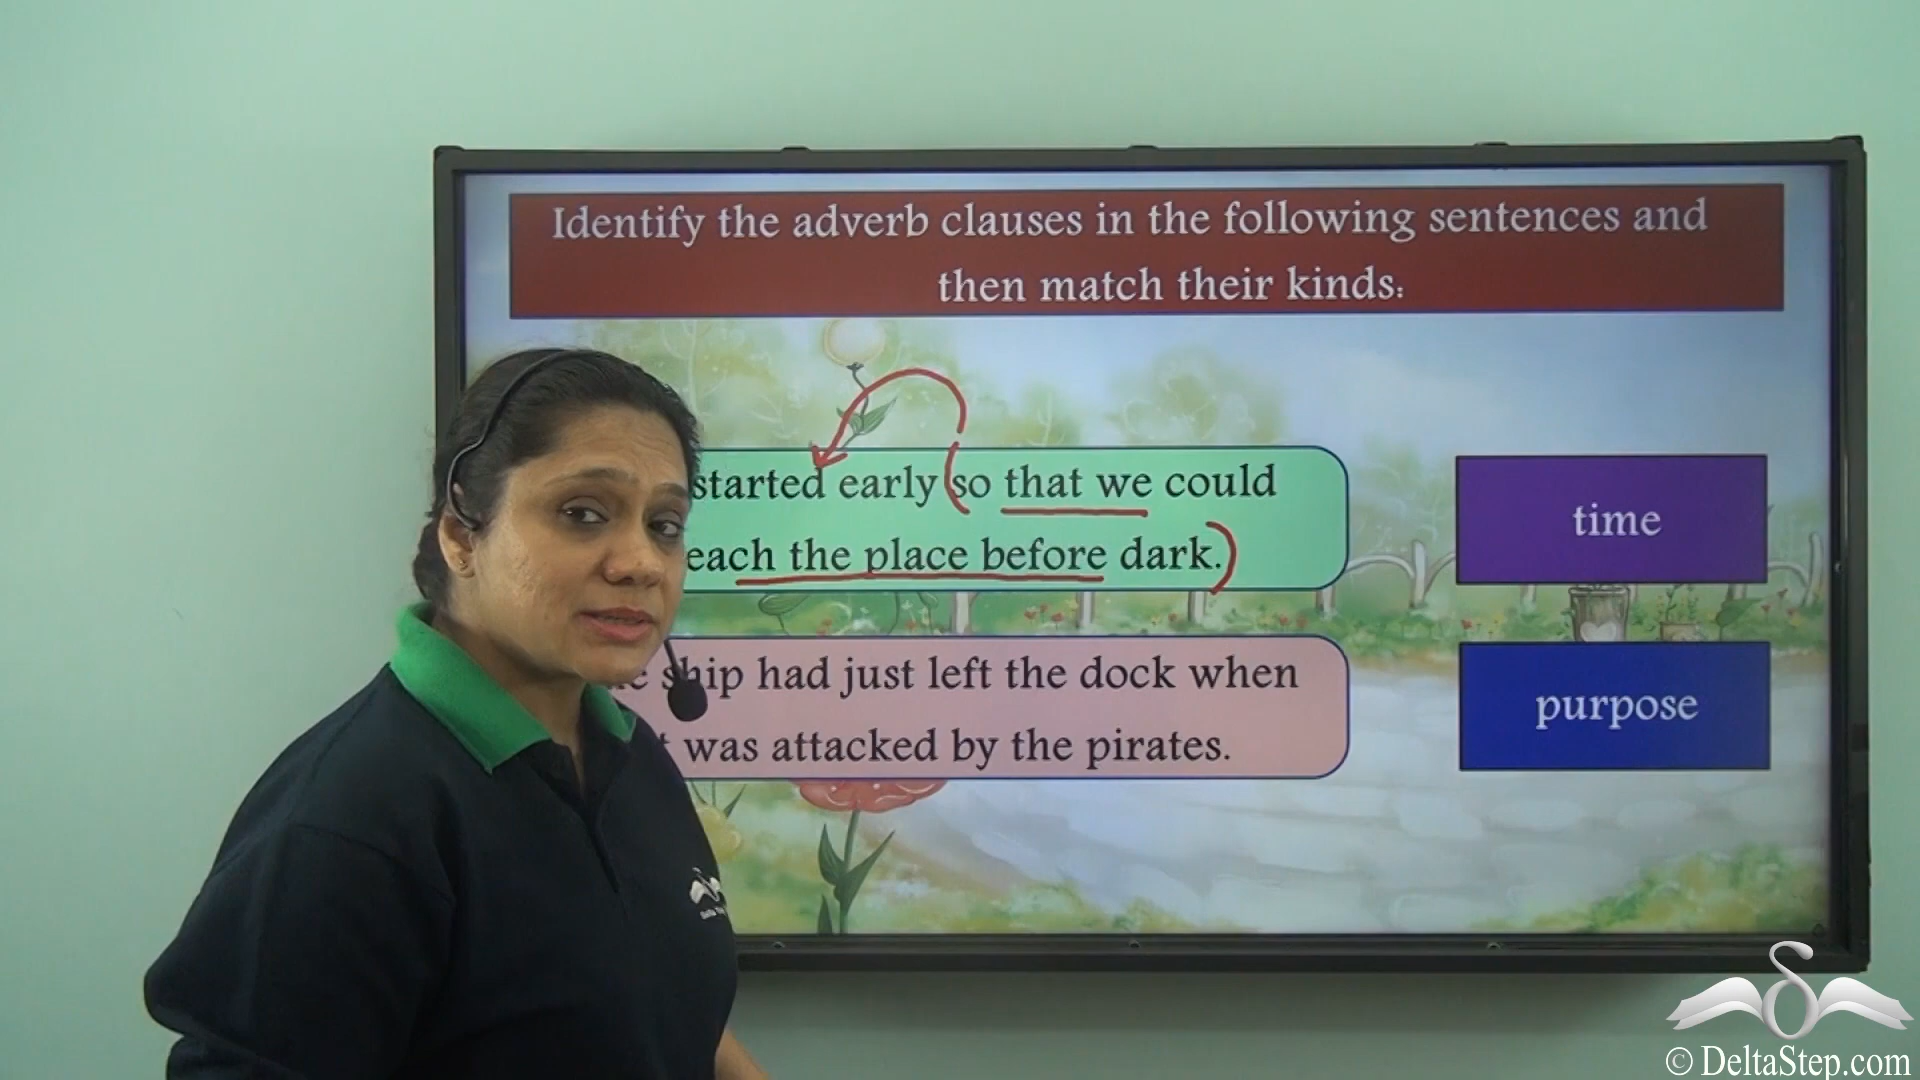 Identify the adverb clauses in the following sentences and
then match their kinds:
started early so that we could
each the place before dark.
time
ship had just left the dock when
was attacked by the pirates.
purpose
© DeltaStep.com